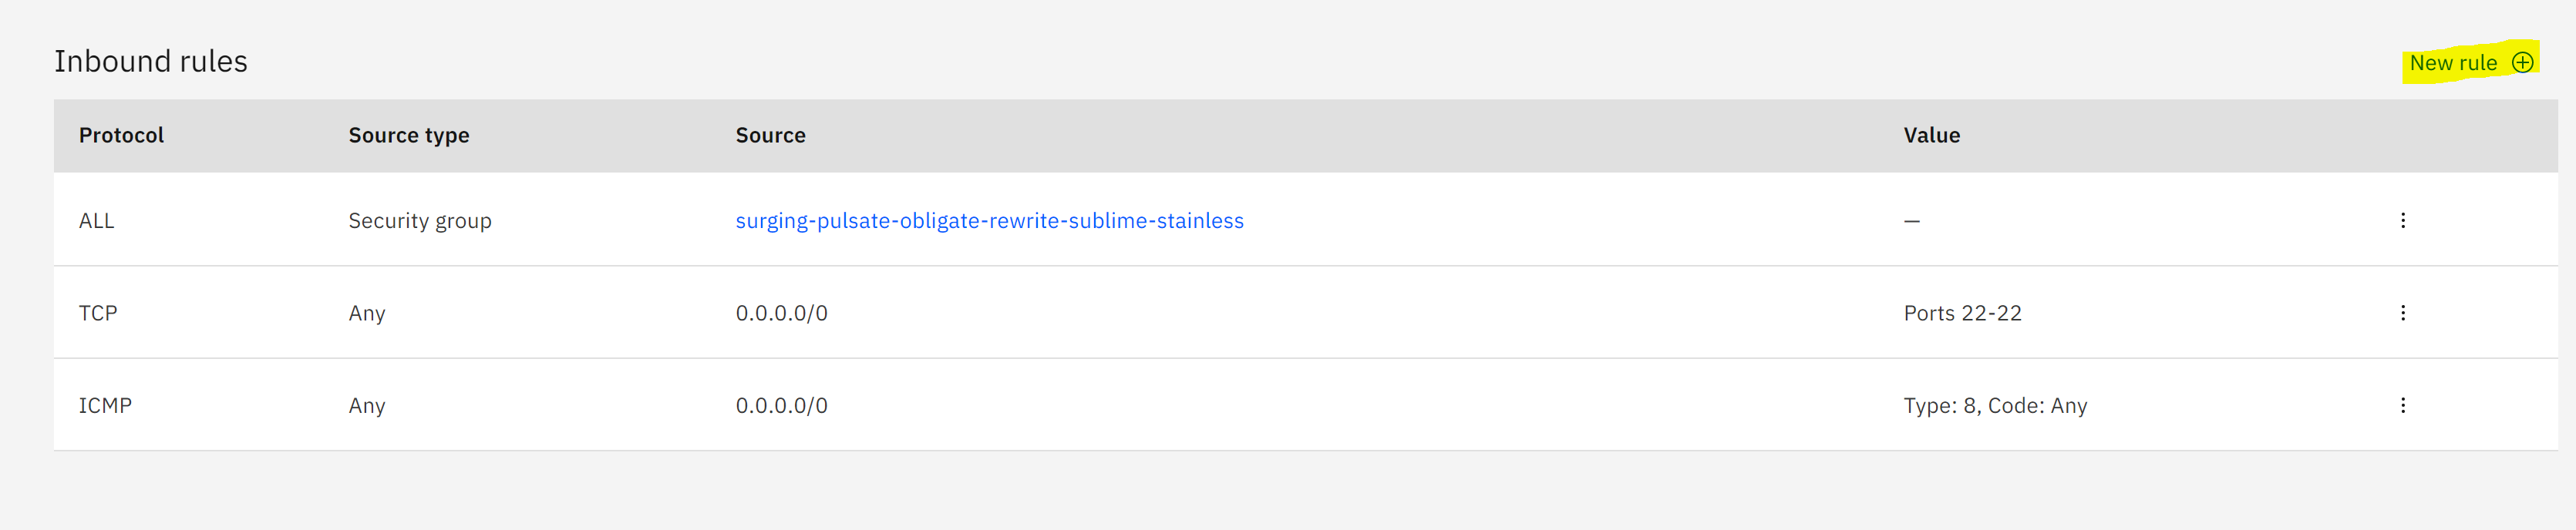 Inbound rules
New rule
Protocol Source type Source Value
ALL Security group surging-pulsate-obligate-rewrite-sublime-stainless —
TCP Any 0.0.0.0/0 Ports 22-22
ICMP Any 0.0.0.0/0 Type: 8, Code: Any